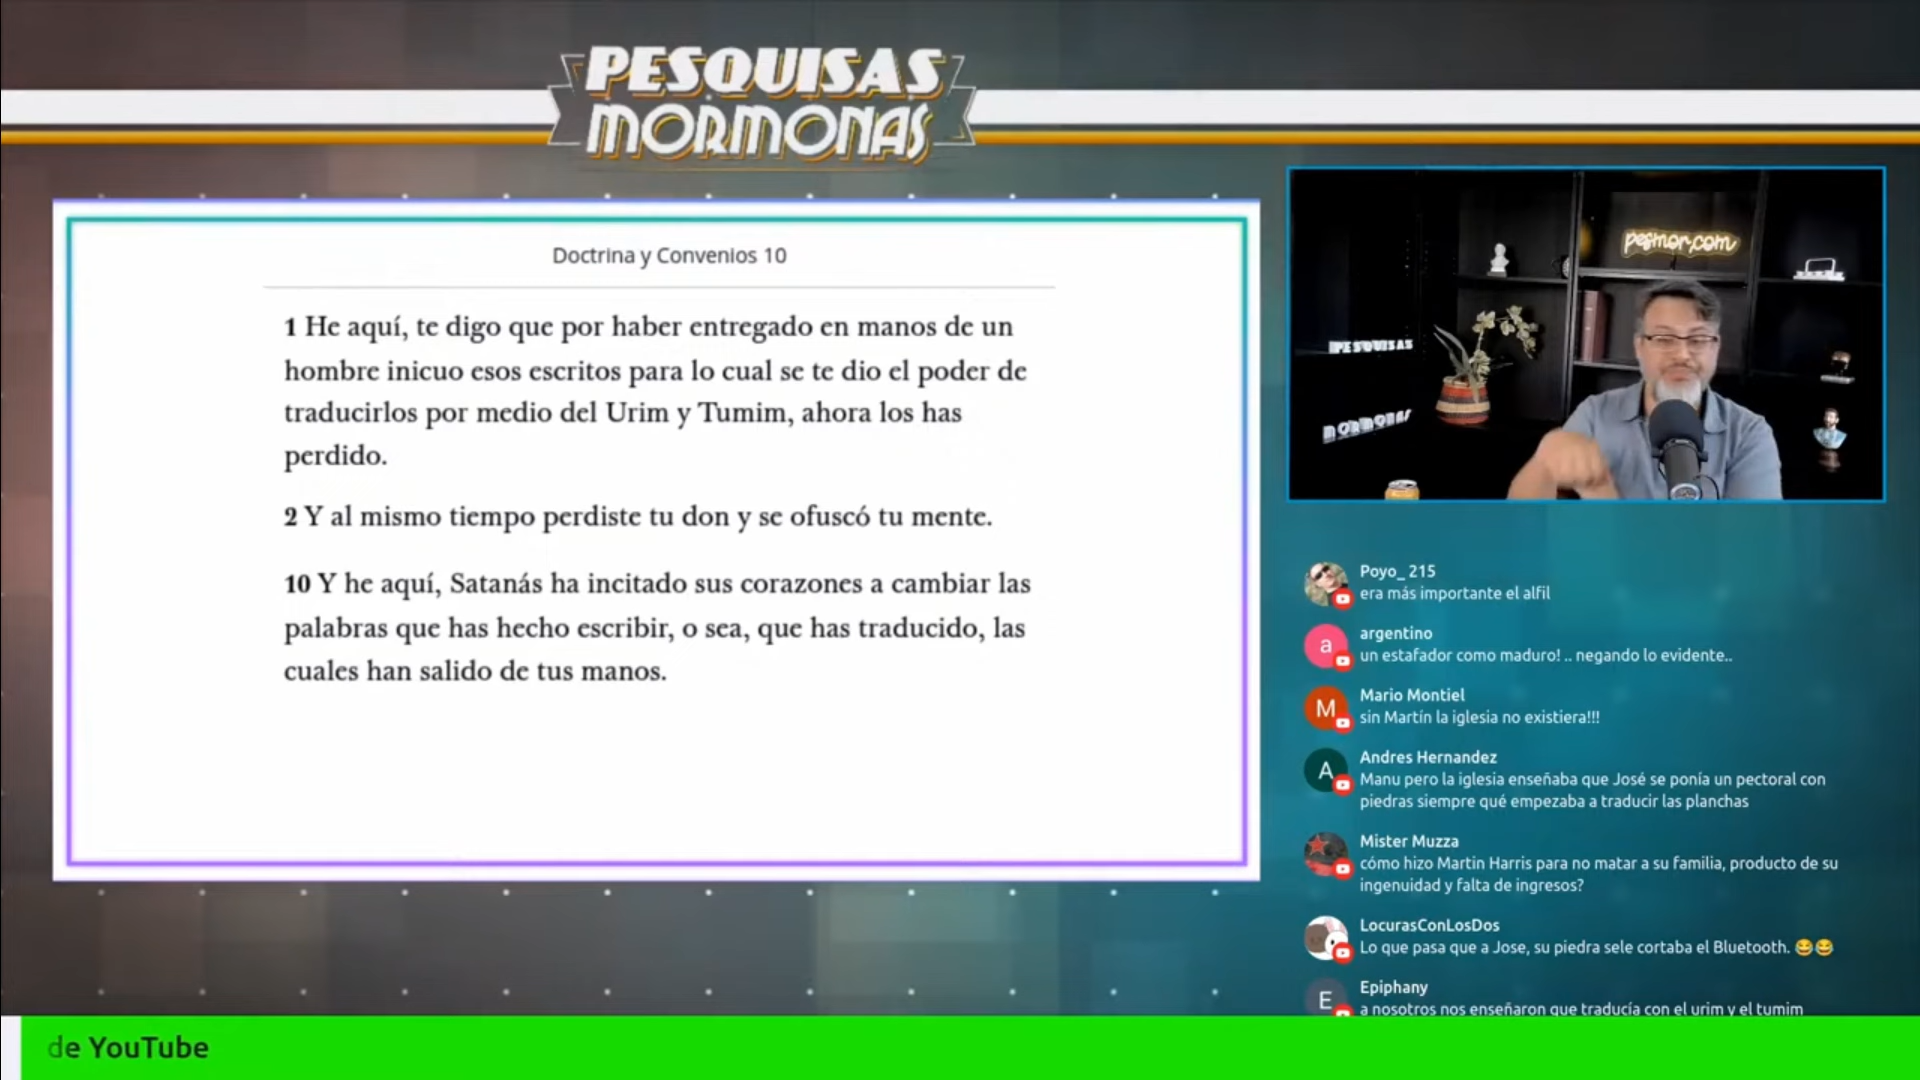 PESQUISAS
MORMONAS
Doctrina y Convenios 10
1 He aquí, te digo que por haber entregado en manos de un
hombre inicuo esos escritos para lo cual se te dio el poder de
traducirlos por medio del Urim y Tumim, ahora los has
perdido.
2 Y al mismo tiempo perdiste tu don y se ofuscó tu mente.
10 Y he aquí, Satanás ha incitado sus corazones a cambiar las
palabras que has hecho escribir, o sea, que has traducido, las
cuales han salido de tus manos.
pesmor.com
PESQUISAS
MORMONAS
Poyo_215
era más importante el alfil
a
argentino
un estafador como maduro! .. negando lo evidente..
M
Mario Montiel
sin Martín la iglesia no existiera!!!
A
Andres Hernandez
Manu pero la iglesia enseñaba que José se ponía un pectoral con
piedras siempre qué empezaba a traducir las planchas
Mister Muzza
cómo hizo Martin Harris para no matar a su familia, producto de su
ingenuidad y falta de ingresos?
LocurasConLosDos
Lo que pasa que a Jose, su piedra sele cortaba el Bluetooth. 😂😂
E
Epiphany
a nosotros nos enseñaron que traducía con el urim y el tumim
de YouTube